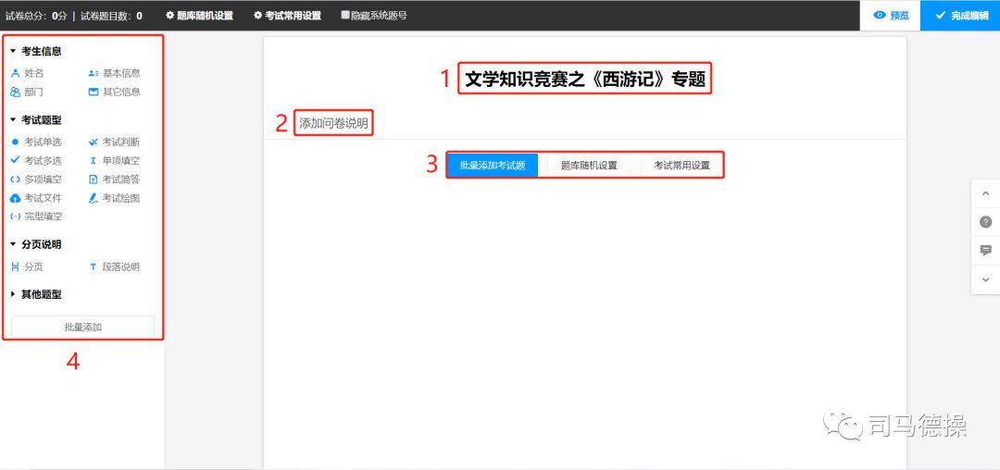 试卷总分：0分 | 试卷题目数：0 题库随机设置 考试常用设置 隐藏系统题号 预览 完成编辑
考生信息
姓名 基本信息
部门 其它信息
考试题型
考试单选 考试判断
考试多选 单项填空
多项填空 考试简答
考试文件 考试绘图
完型填空
分页说明
分页 段落说明
其他题型
批量添加
4
1 文学知识竞赛之《西游记》专题
2 添加问卷说明
3 批量添加考试题 题库随机设置 考试常用设置
司马德操